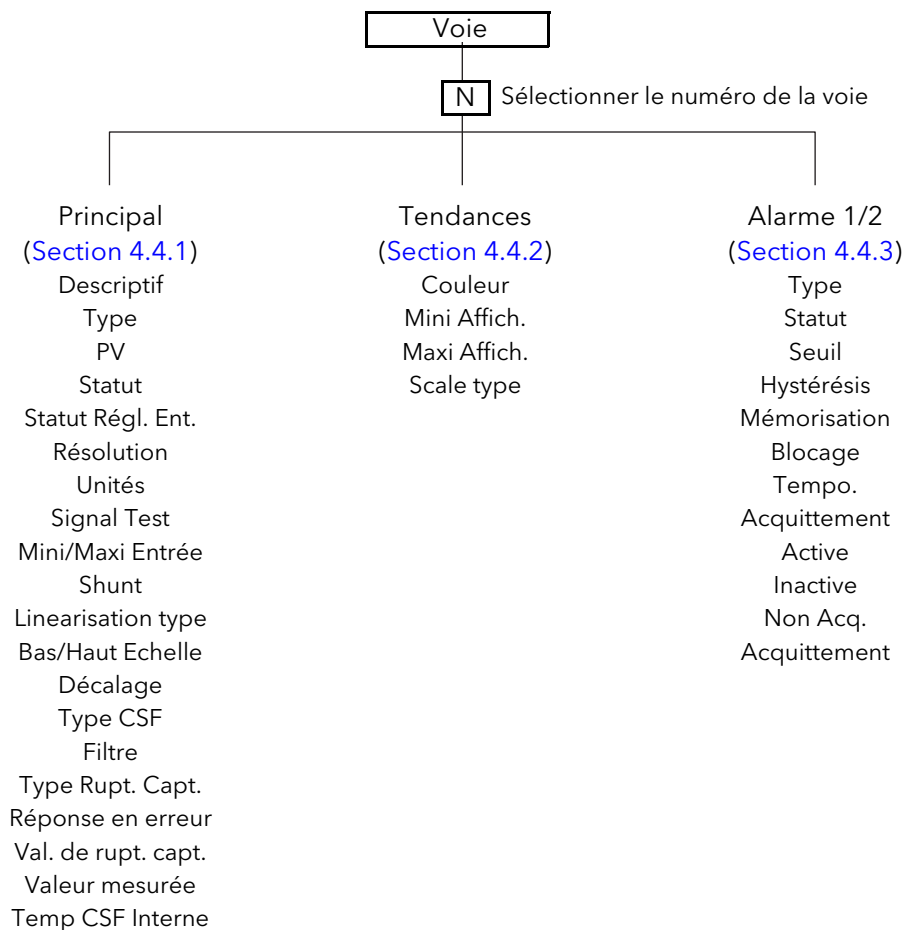 Voie
N Sélectionner le numéro de la voie
Principal
(Section 4.4.1)
Descriptif
Type
PV
Statut
Statut Régl. Ent.
Résolution
Unités
Signal Test
Mini/Maxi Entrée
Shunt
Linearisation type
Bas/Haut Echelle
Décalage
Type CSF
Filtre
Type Rupt. Capt.
Réponse en erreur
Val. de rupt. capt.
Valeur mesurée
Temp CSF Interne
Tendances
(Section 4.4.2)
Couleur
Mini Affich.
Maxi Affich.
Scale type
Alarme 1/2
(Section 4.4.3)
Type
Statut
Seuil
Hystérésis
Mémorisation
Blocage
Tempo.
Acquittement
Active
Inactive
Non Acq.
Acquittement